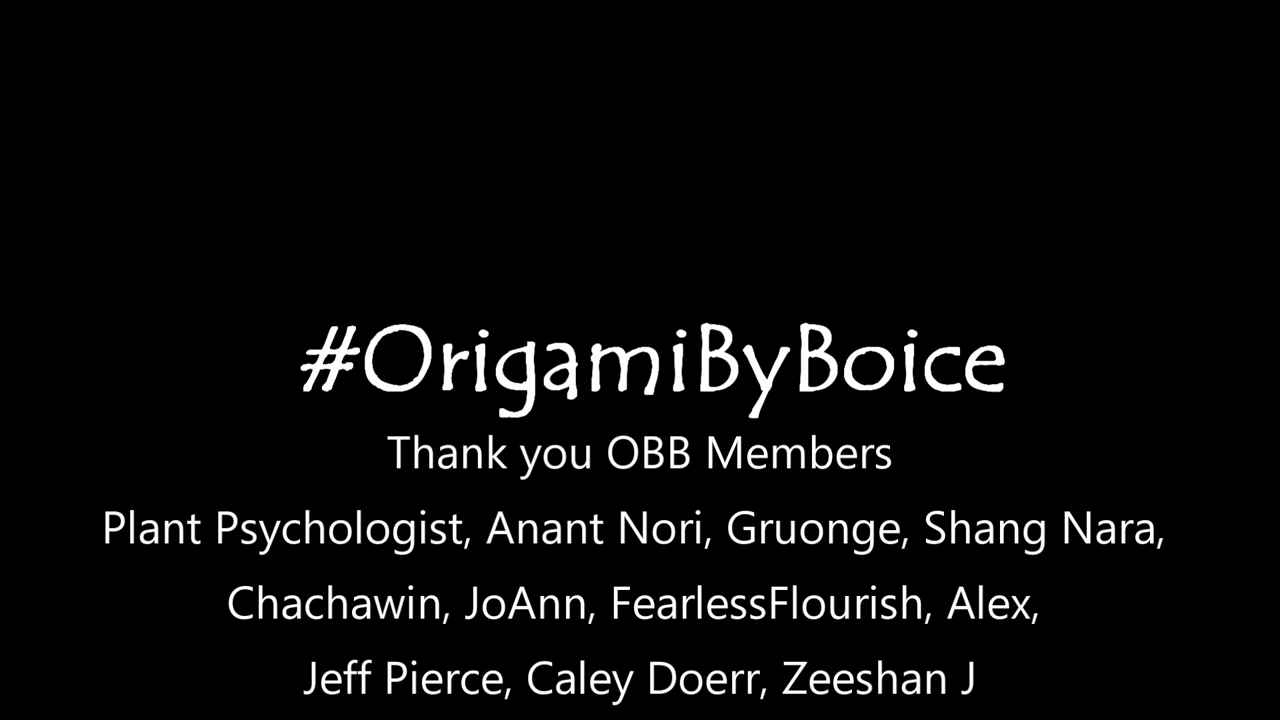 #OrigamiByBoice
Thank you OBB Members
Plant Psychologist, Anant Nori, Gruonge, Shang Nara,
Chachawin, JoAnn, FearlessFlourish, Alex,
Jeff Pierce, Caley Doerr, Zeeshan J